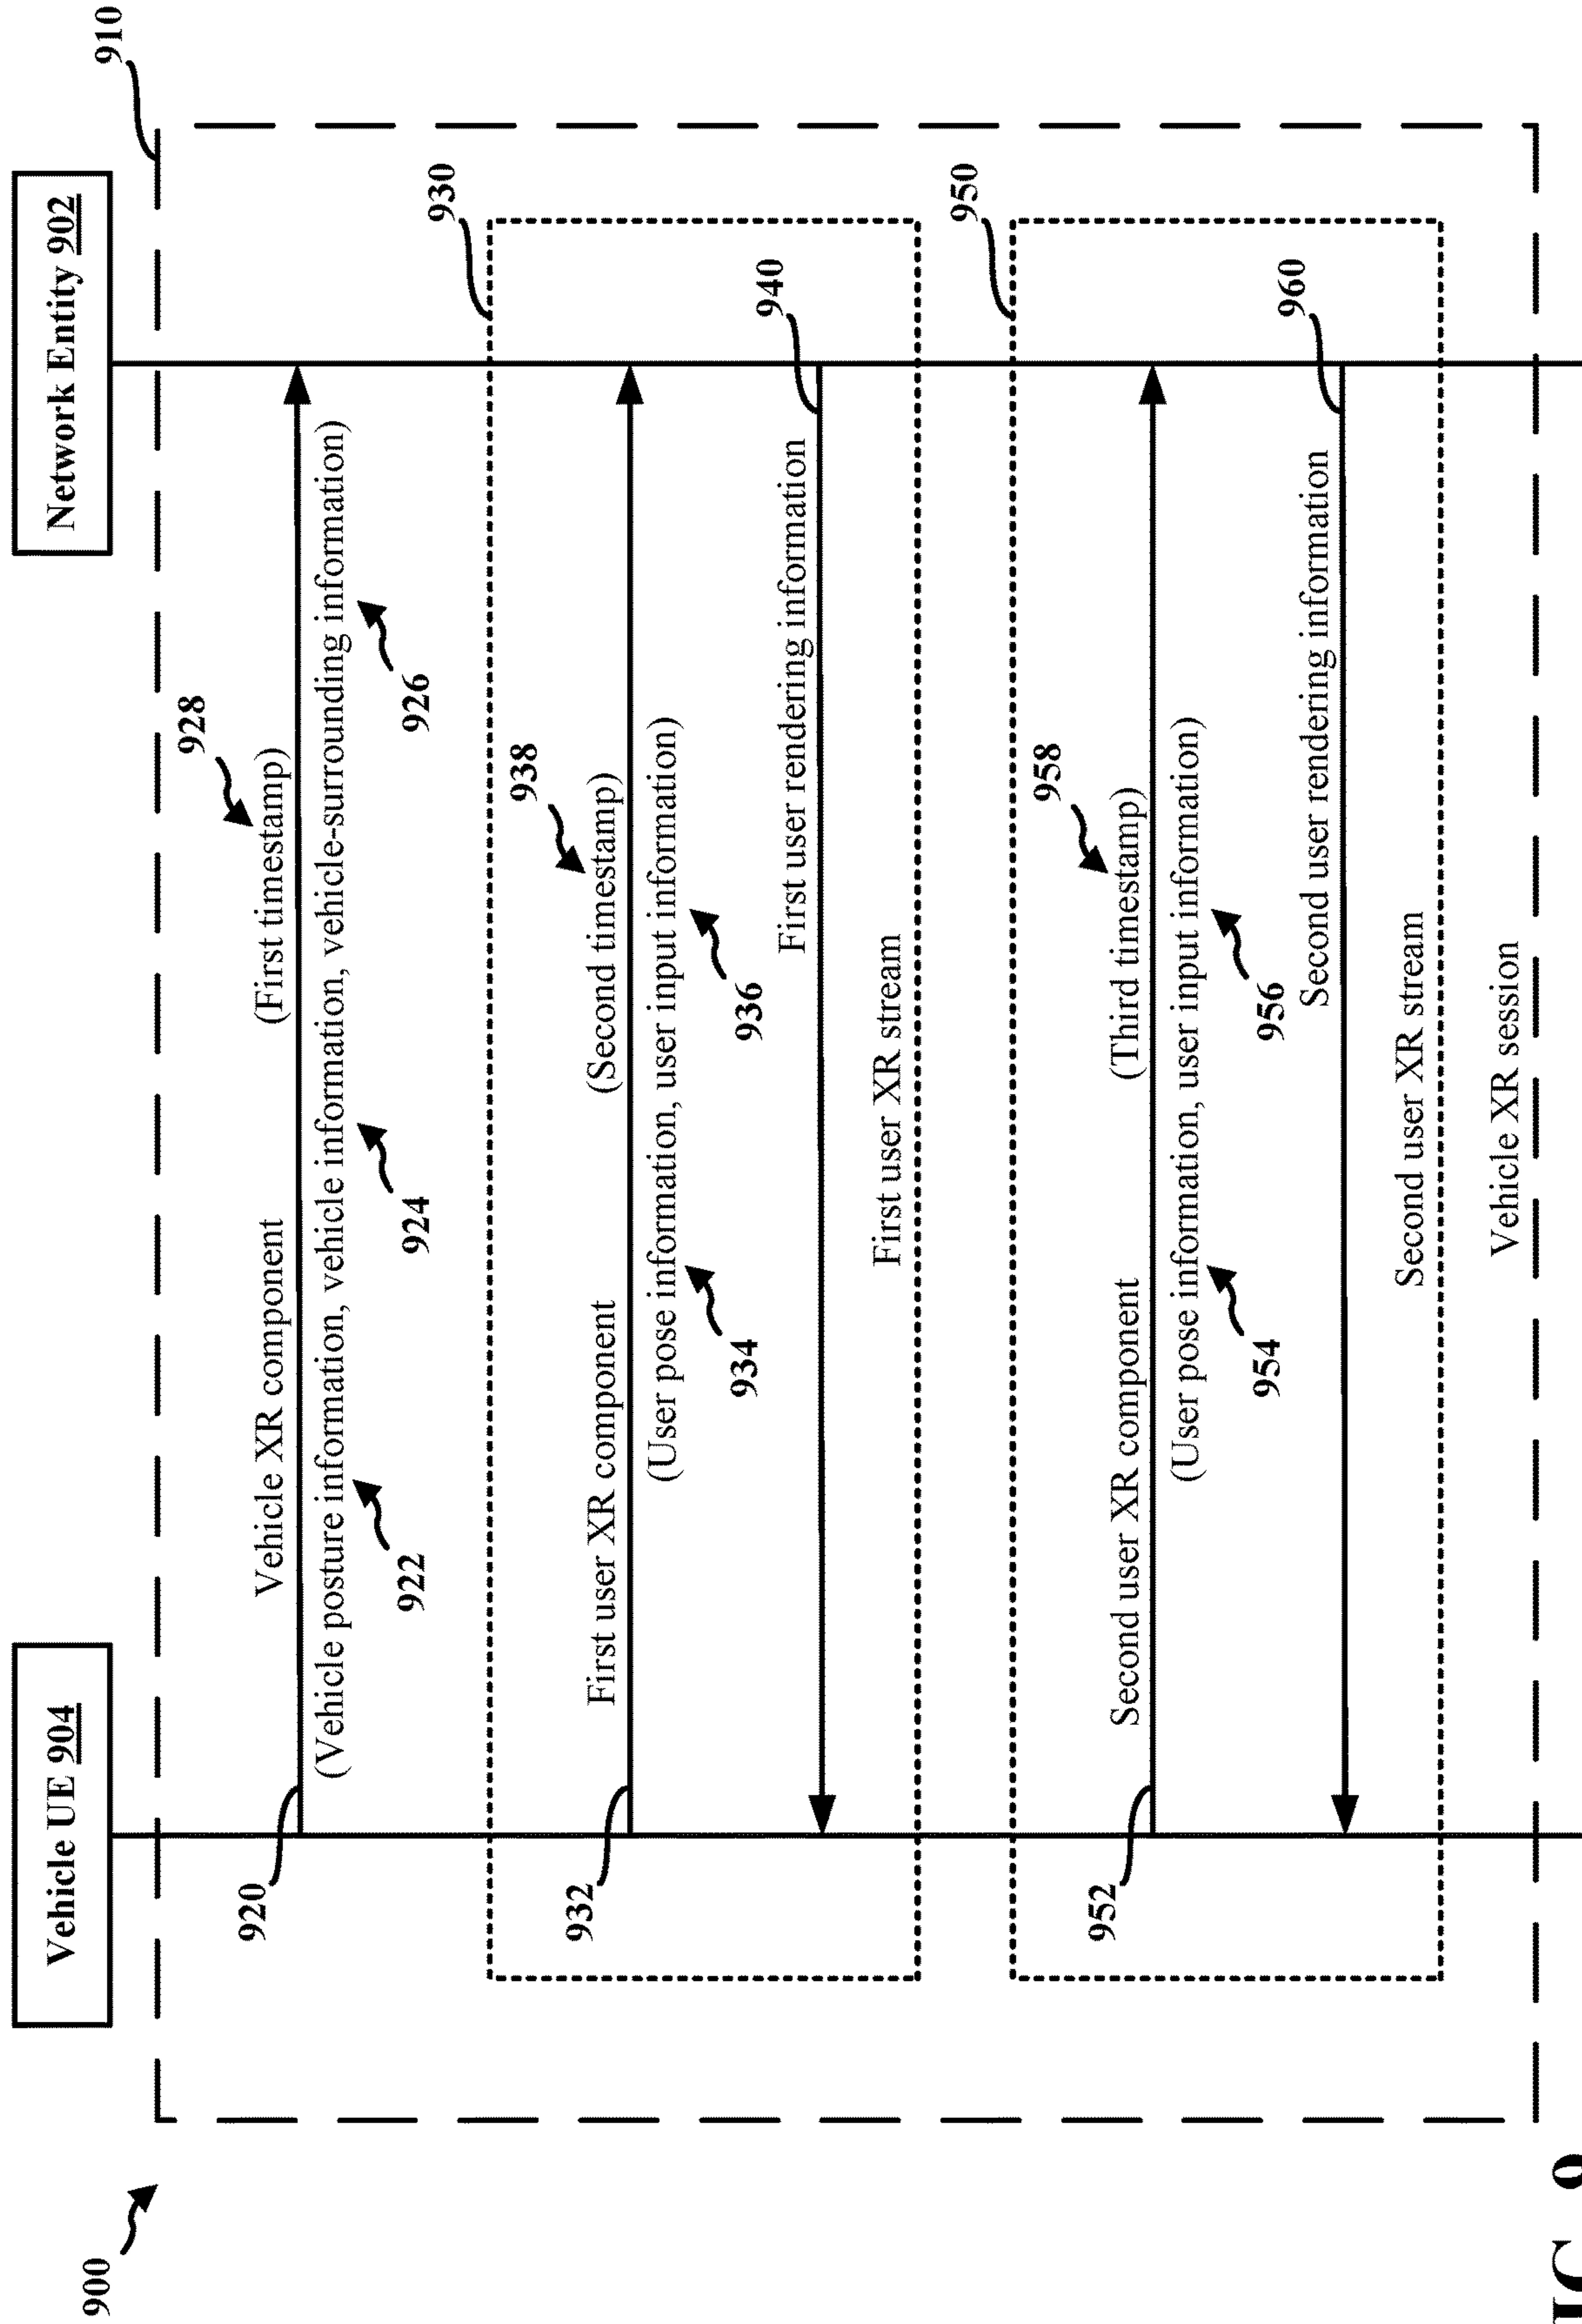 900
910
Vehicle UE 904
Network Entity 902
928
Vehicle XR component
(First timestamp)
920
(Vehicle posture information, vehicle information, vehicle-surrounding information)
922
924
926
930
938
First user XR component
(Second timestamp)
932
(User pose information, user input information)
934
936
940
First user rendering information
First user XR stream
950
958
Second user XR component
(Third timestamp)
952
(User pose information, user input information)
954
956
960
Second user rendering information
Second user XR stream
Vehicle XR session